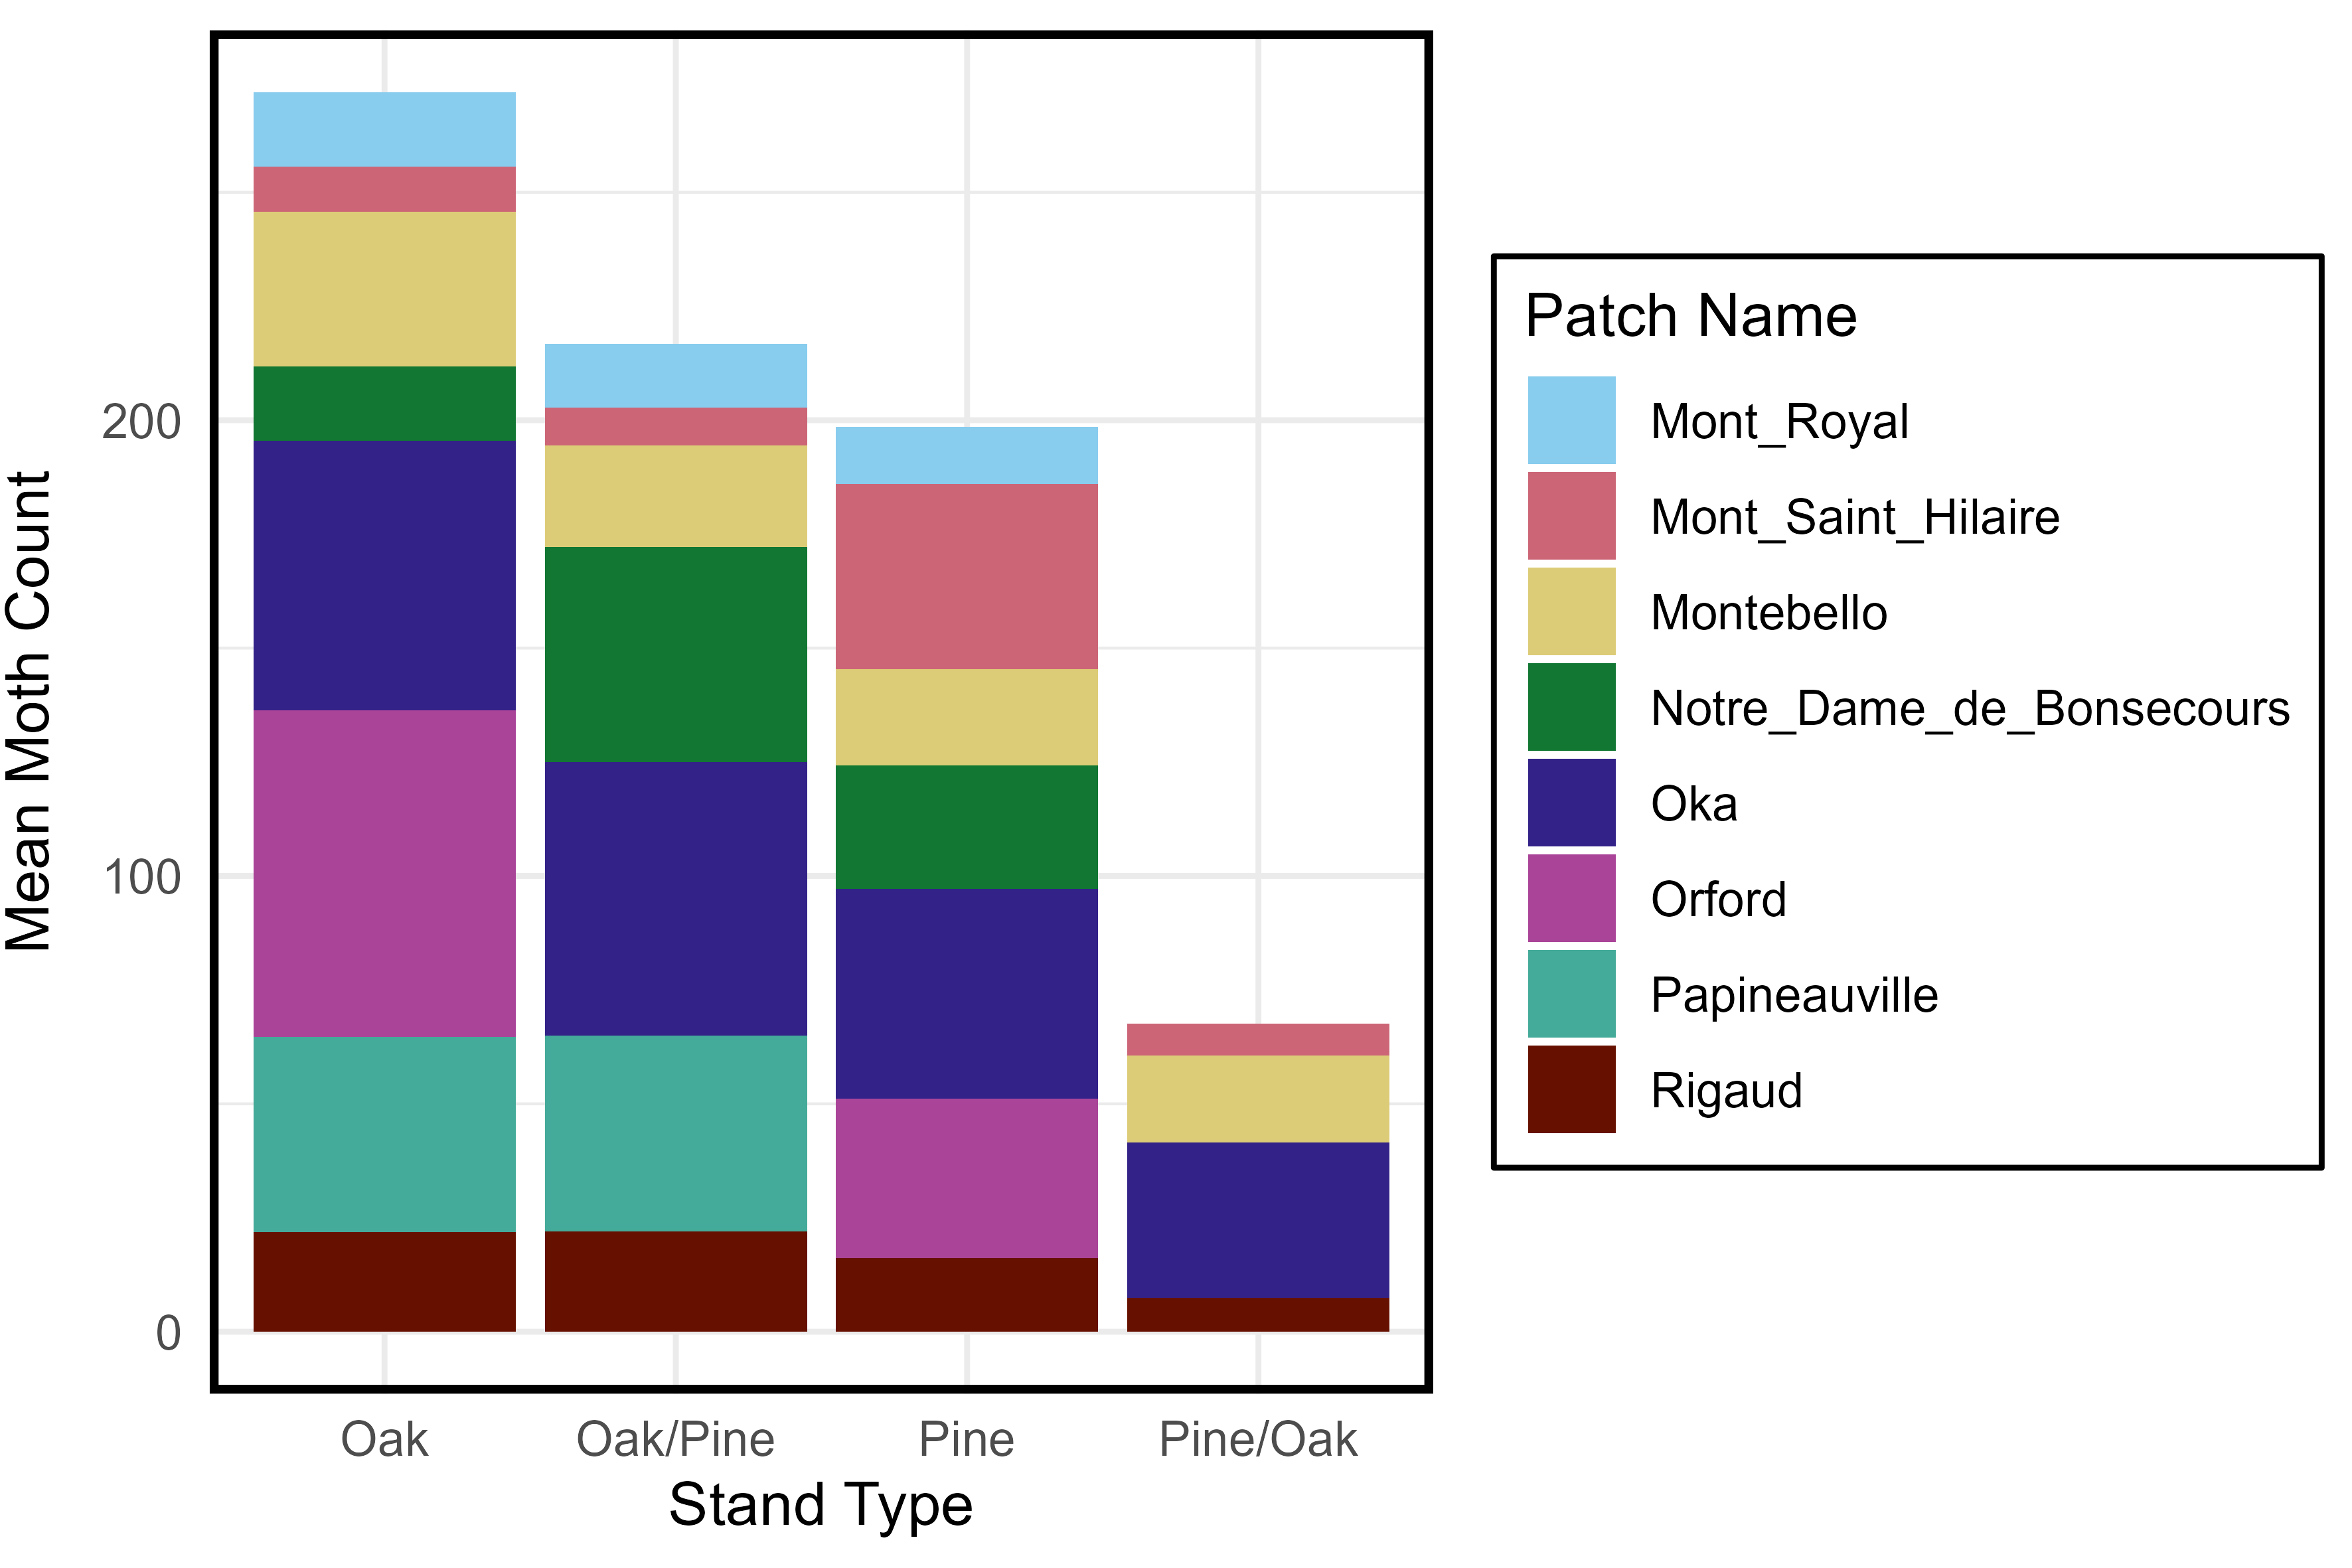 Mean Moth Count
200
100
0
Oak
Oak/Pine
Pine
Pine/Oak
Stand Type
Patch Name
Mont_Royal
Mont_Saint_Hilaire
Montebello
Notre_Dame_de_Bonsecours
Oka
Orford
Papineauville
Rigaud